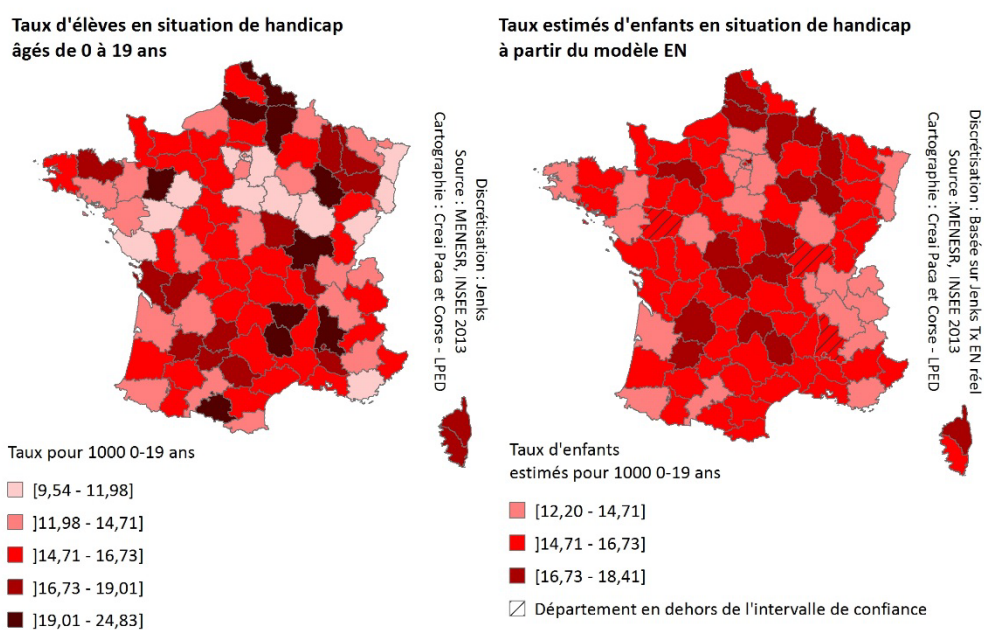 Taux d'élèves en situation de handicap
âgés de 0 à 19 ans
Discrétisation : Jenks
Source : MENESR, INSEE 2013
Cartographie : Creai Paca et Corse - LPED
Taux pour 1000 0-19 ans
[9,54 - 11,98]
]11,98 - 14,71]
]14,71 - 16,73]
]16,73 - 19,01]
]19,01 - 24,83]
Taux estimés d'enfants en situation de handicap
à partir du modèle EN
Discrétisation : Basée sur Jenks Tx EN réel
Source :MENESR, INSEE 2013
Cartographie : Creai Paca et Corse - LPED
Taux d'enfants
estimés pour 1000 0-19 ans
[12,20 - 14,71]
]14,71 - 16,73]
[16,73 - 18,41]
Département en dehors de l'intervalle de confiance